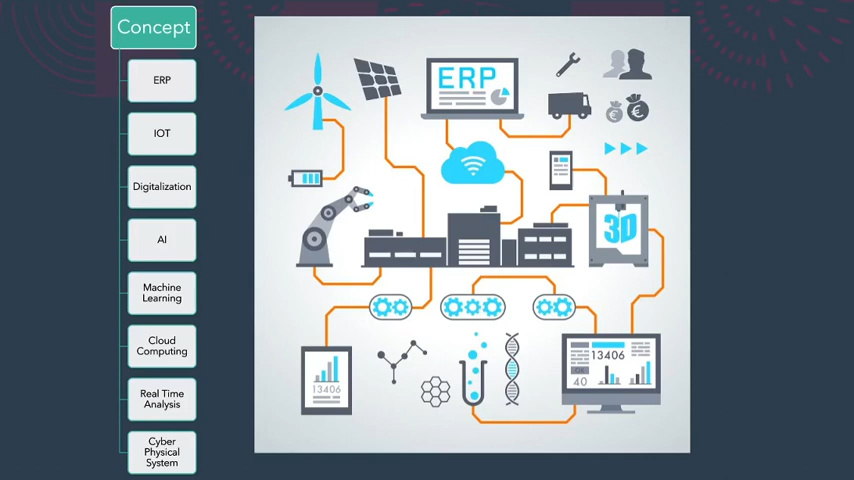 Concept
ERP
IOT
Digitalization
AI
Machine
Learning
Cloud
Computing
Real Time
Analysis
Cyber
Physical
System
ERP
€
€
3D
13406
13406
OK
40